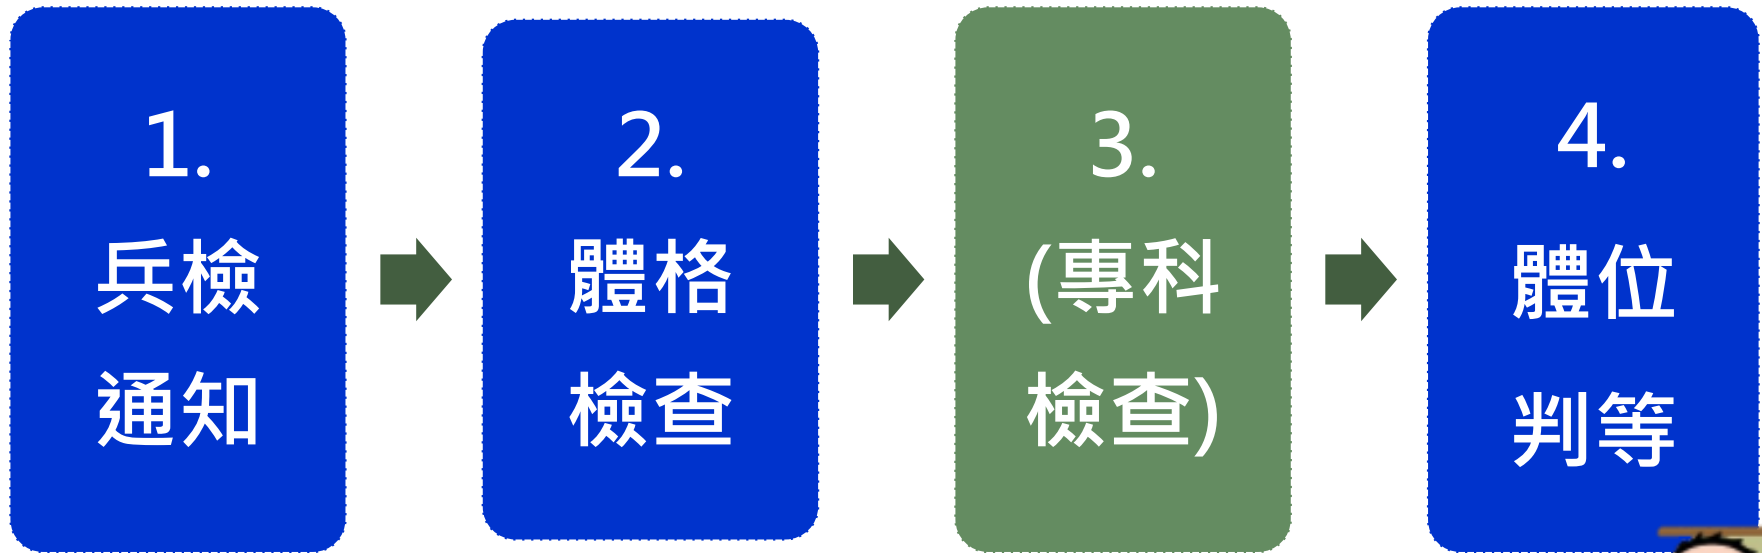 1.
兵檢
通知
2.
體格
檢查
3.
(專科
檢查)
4.
體位
判等